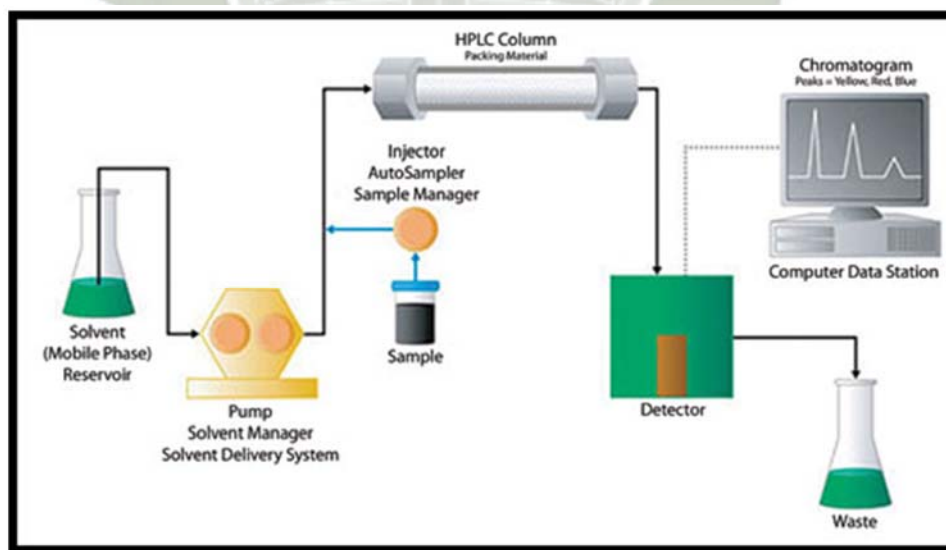 HPLC Column
Packing Material
Chromatogram
Peaks = Yellow, Red, Blue
Injector
AutoSampler
Sample Manager
Computer Data Station
Solvent
(Mobile Phase)
Reservoir
Sample
Pump
Solvent Manager
Solvent Delivery System
Detector
Waste